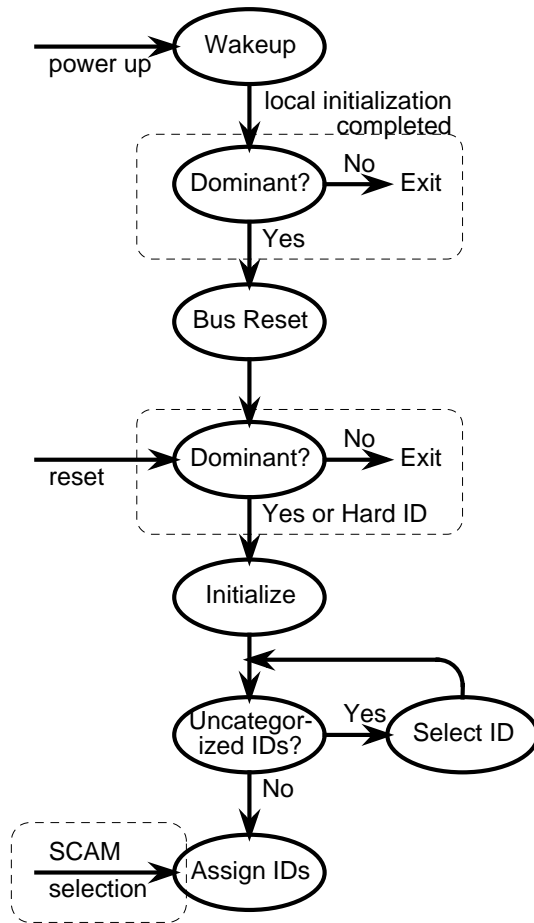 Wakeup
power up
local initialization
completed
Dominant?
No
Exit
Yes
Bus Reset
Dominant?
No
Exit
reset
Yes or Hard ID
Initialize
Uncategor-
ized IDs?
Yes
Select ID
No
SCAM
selection
Assign IDs